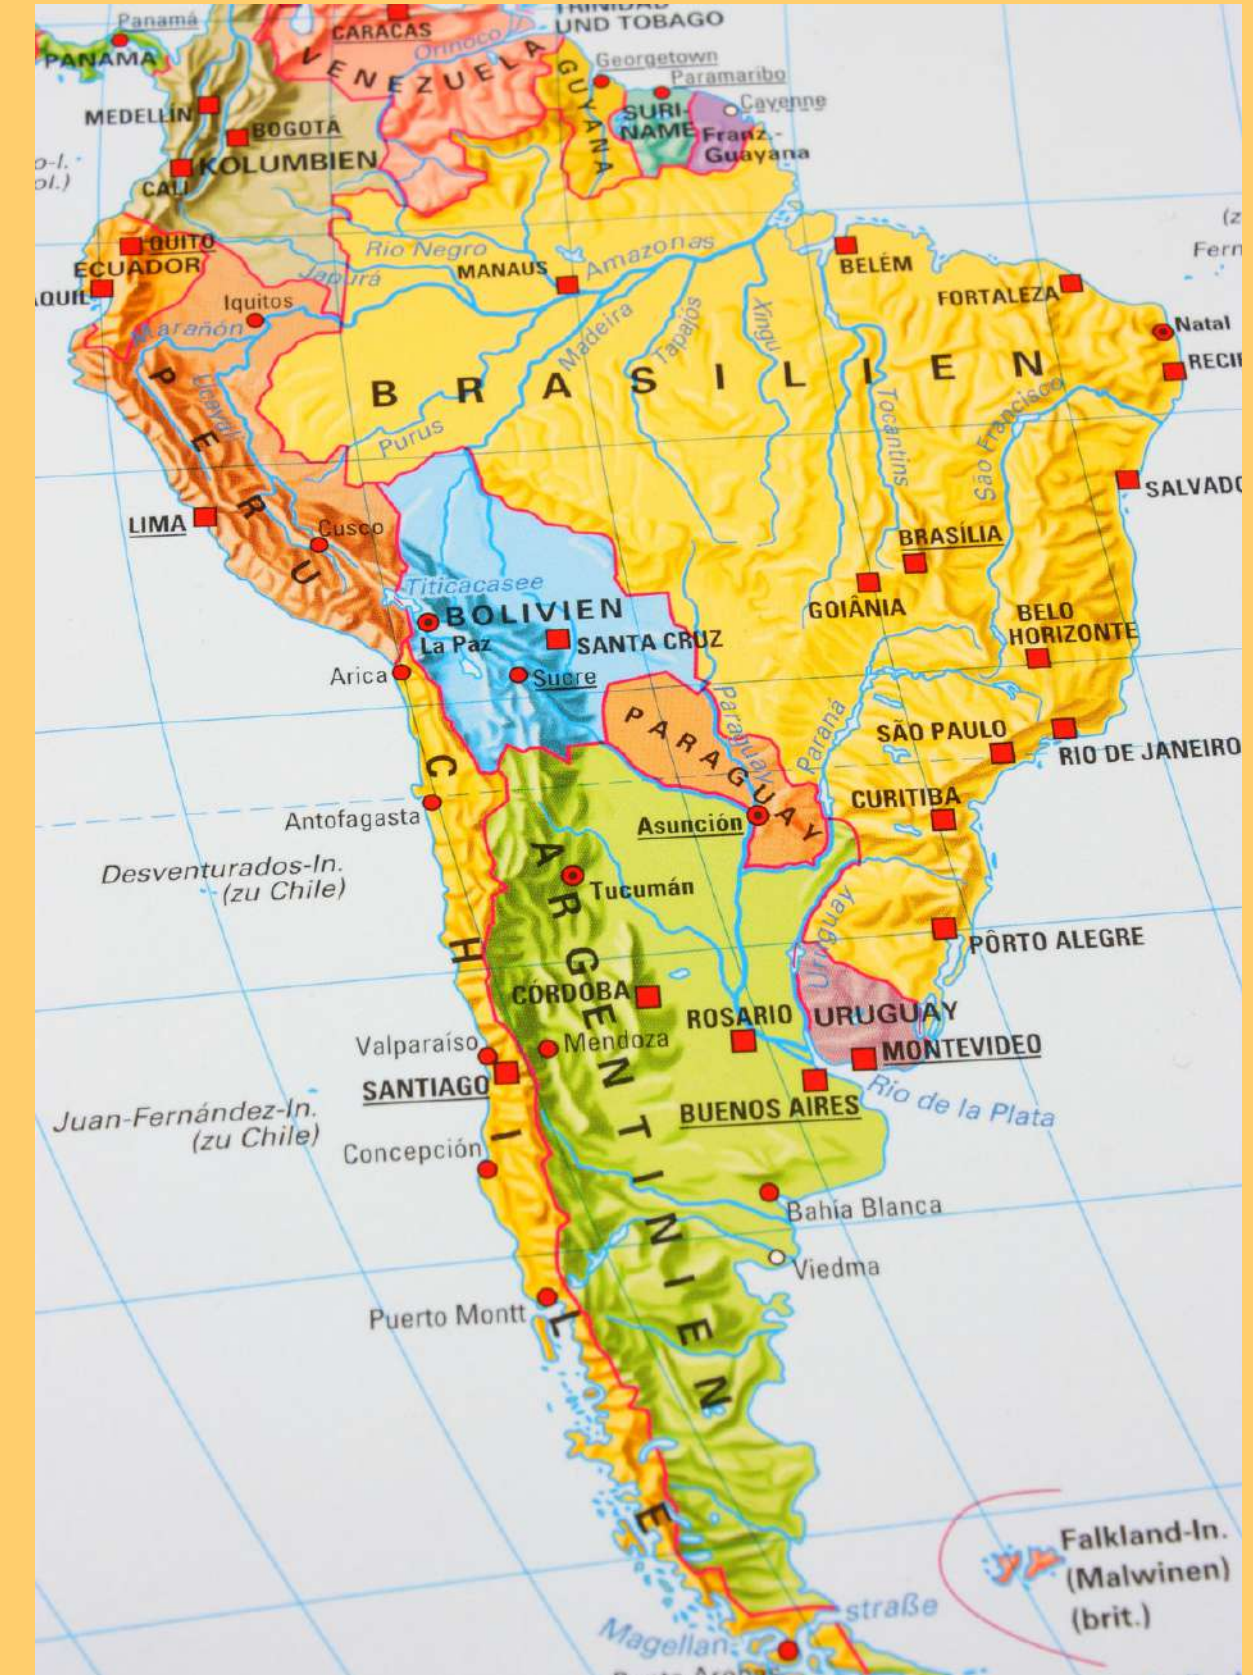 TRINIDAD
UND TOBAGO
Panamá
PANAMA
CARACAS
Orinoco
VENEZUELA
Georgetown
GUYANA
Paramaribo
Cayenne
SURI-
NAME
Franz.-
Guayana
MEDELLÍN
BOGOTÁ
KOLUMBIEN
CALI
QUITO
ECUADOR
Rio Negro
Japurá
MANAUS
Amazonas
BELÉM
FORTALEZA
Natal
Iquitos
Marañón
Ucayali
Madeira
Tapajós
Xingu
Tocantins
São Francisco
BRASILIEN
Purus
PERU
LIMA
Cusco
BRASÍLIA
GOIÂNIA
BELO
HORIZONTE
Titicacasee
BOLIVIEN
La Paz
SANTA CRUZ
Sucre
Arica
PARAGUAY
Paraguay
Paraná
SÃO PAULO
RIO DE JANEIRO
CURITIBA
Asunción
Antofagasta
Desventurados-In.
(zu Chile)
Tucumán
Uruguay
PÔRTO ALEGRE
CÓRDOBA
ROSARIO
URUGUAY
MONTEVIDEO
Valparaíso
Mendoza
SANTIAGO
BUENOS AIRES
Río de la Plata
Juan-Fernández-In.
(zu Chile)
Concepción
Bahía Blanca
Viedma
Puerto Montt
CHILE
ARGENTINIEN
Falkland-In.
(Malwinen)
(brit.)
Magellan-
straße